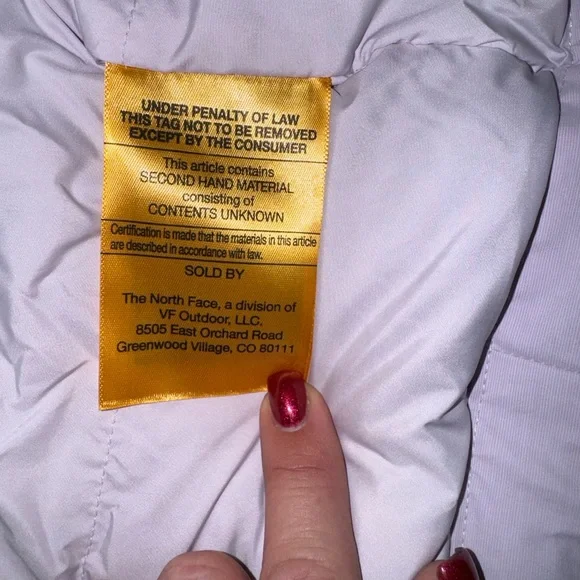 UNDER PENALTY OF LAW
THIS TAG NOT TO BE REMOVED
EXCEPT BY THE CONSUMER
This article contains
SECOND HAND MATERIAL
consisting of
CONTENTS UNKNOWN
Certification is made that the materials in this article
are described in accordance with law.
SOLD BY
The North Face, a division of
VF Outdoor, LLC.
8505 East Orchard Road
Greenwood Village, CO 80111